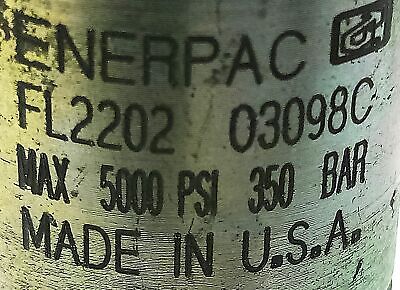 ENERPAC
FL2202 03098C
MAX 5000 PSI 350 BAR
MADE IN U.S.A.